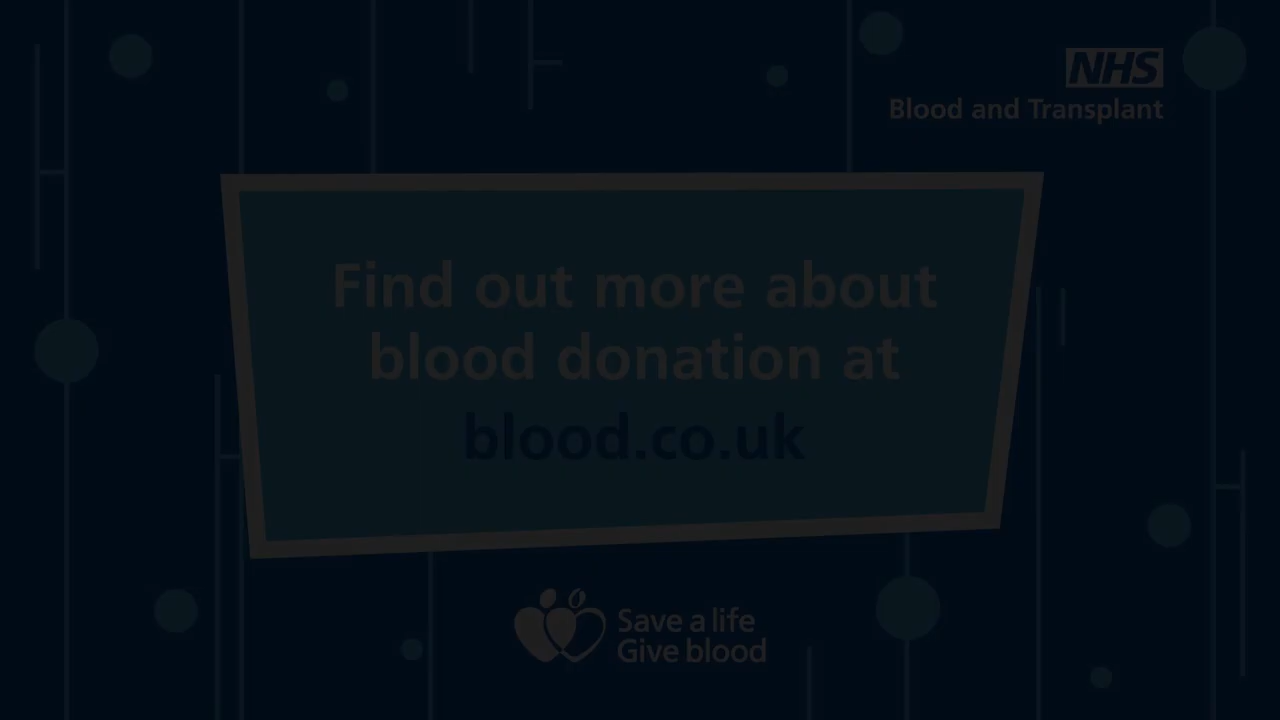 NHS
Blood and Transplant
Find out more about
blood donation at
blood.co.uk
Save a life
Give blood